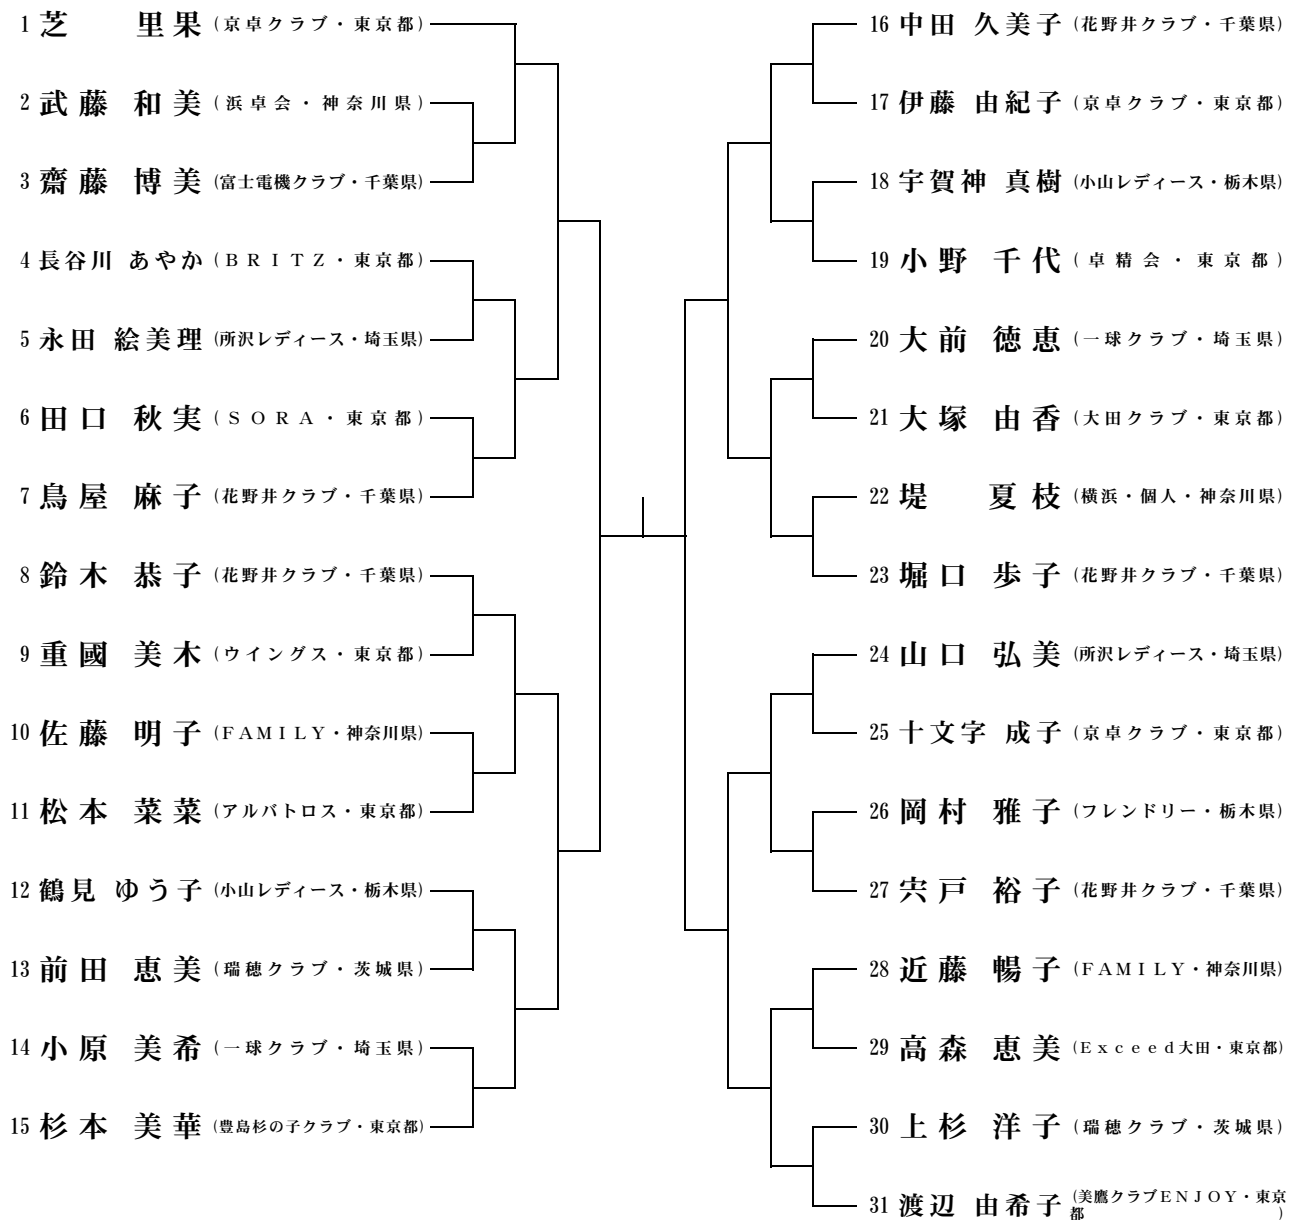 1 芝 里果 (京卓クラブ・東京都)
2 武藤 和美 (浜卓会・神奈川県)
3 齋藤 博美 (富士電機クラブ・千葉県)
4 長谷川 あやか (ＢＲＩＴＺ・東京都)
5 永田 絵美理 (所沢レディース・埼玉県)
6 田口 秋実 (ＳＯＲＡ・東京都)
7 鳥屋 麻子 (花野井クラブ・千葉県)
8 鈴木 恭子 (花野井クラブ・千葉県)
9 重國 美木 (ウイングス・東京都)
10 佐藤 明子 (ＦＡＭＩＬＹ・神奈川県)
11 松本 菜菜 (アルバトロス・東京都)
12 鶴見 ゆう子 (小山レディース・栃木県)
13 前田 恵美 (瑞穂クラブ・茨城県)
14 小原 美希 (一球クラブ・埼玉県)
15 杉本 美華 (豊島杉の子クラブ・東京都)
16 中田 久美子 (花野井クラブ・千葉県)
17 伊藤 由紀子 (京卓クラブ・東京都)
18 宇賀神 真樹 (小山レディース・栃木県)
19 小野 千代 (卓精会・東京都)
20 大前 徳恵 (一球クラブ・埼玉県)
21 大塚 由香 (大田クラブ・東京都)
22 堤 夏枝 (横浜・個人・神奈川県)
23 堀口 歩子 (花野井クラブ・千葉県)
24 山口 弘美 (所沢レディース・埼玉県)
25 十文字 成子 (京卓クラブ・東京都)
26 岡村 雅子 (フレンドリー・栃木県)
27 宍戸 裕子 (花野井クラブ・千葉県)
28 近藤 暢子 (ＦＡＭＩＬＹ・神奈川県)
29 高森 恵美 (Ｅｘｃｅｅｄ大田・東京都)
30 上杉 洋子 (瑞穂クラブ・茨城県)
31 渡辺 由希子 (美鷹クラブＥＮＪＯＹ・東京
都)